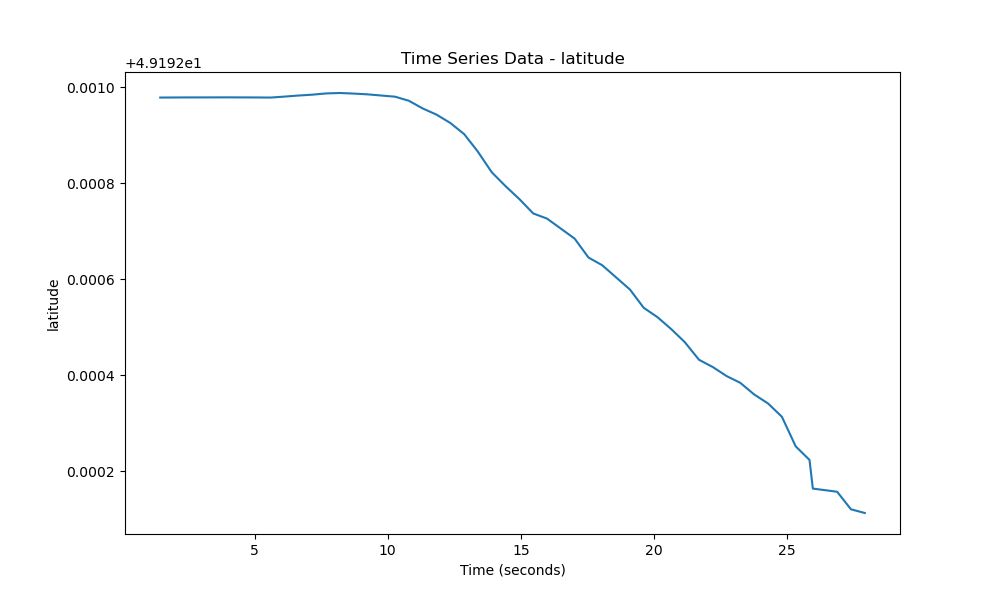 Time Series Data - latitude
+4.9192e1
0.0010
0.0008
0.0006
0.0004
0.0002
latitude
5 10 15 20 25
Time (seconds)